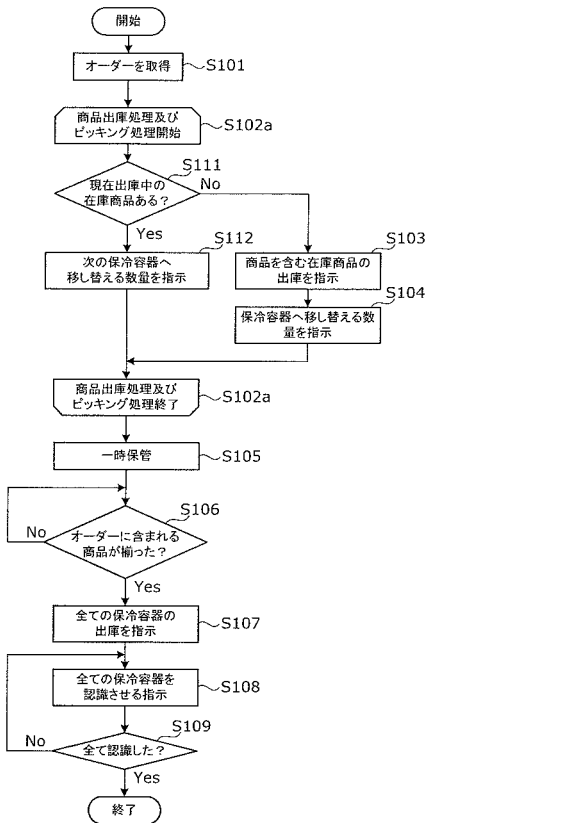 開始
オーダーを取得
S101
商品出庫処理及び
ピッキング処理開始
S102a
S111
現在出庫中の
在庫商品ある?
No
Yes
S112
次の保冷容器へ
移し替える数量を指示
S103
商品を含む在庫商品の
出庫を指示
S104
保冷容器へ移し替える数
量を指示
商品出庫処理及び
ピッキング処理終了
S102a
一時保管
S105
S106
オーダーに含まれる
商品が揃った?
No
Yes
全ての保冷容器の
出庫を指示
S107
全ての保冷容器を
認識させる指示
S108
S109
全て認識した?
No
Yes
終了